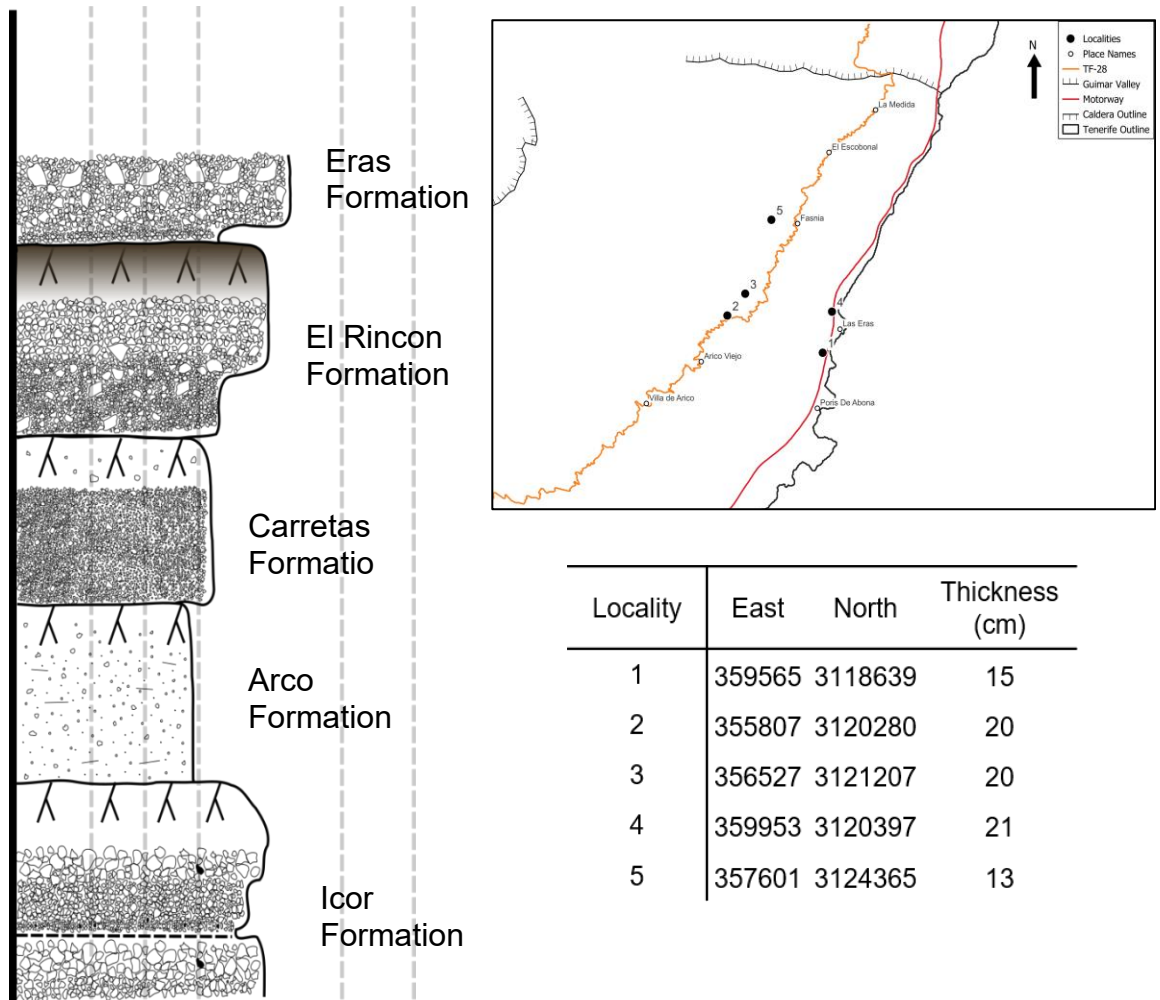 Eras
Formation
El Rincon
Formation
Carretas
Formatio
Arco
Formation
Icor
Formation
N
Localities
Place Names
TF-28
Guimar Valley
Motorway
Caldera Outline
Tenerife Outline
La Medida
El Escobonal
5
Fasnia
3
2
4
Las Eras
1
Arico Viejo
Villa de Arico
Poris De Abona
Locality East North Thickness
(cm)
1 359565 3118639 15
2 355807 3120280 20
3 356527 3121207 20
4 359953 3120397 21
5 357601 3124365 13